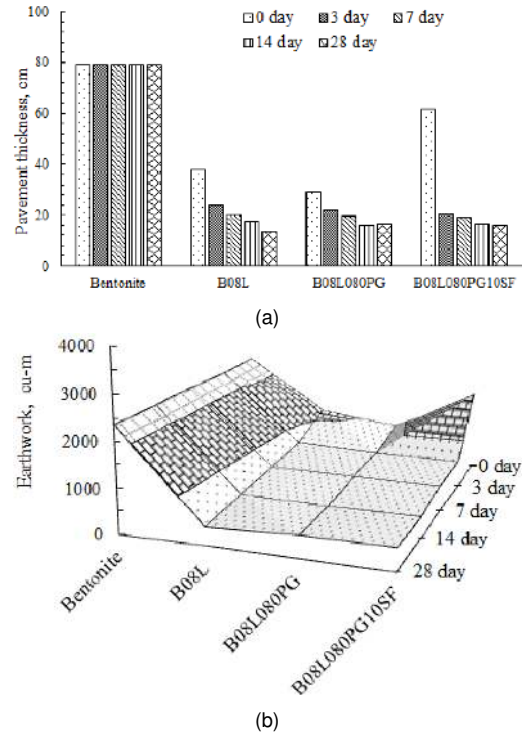 0 day 3 day 7 day
14 day 28 day
100
80
60
40
20
0
Pavement thickness, cm
Bentonite B08L B08L080PG B08L080PG10SF
(a)
4000
3000
2000
1000
0
Earthwork, cu-m
0 day
3 day
7 day
14 day
28 day
Bentonite
B08L
B08L080PG
B08L080PG10SF
(b)